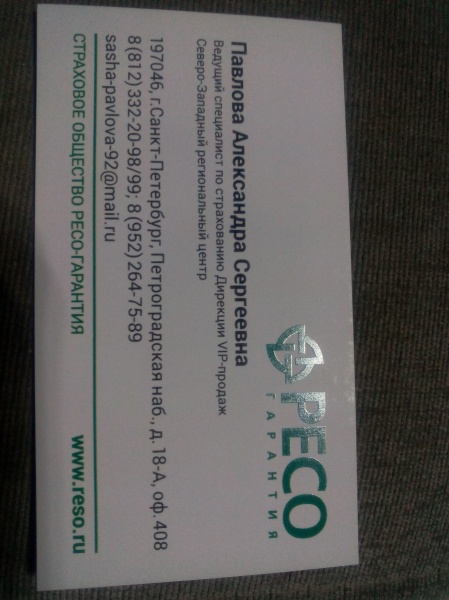 РЕСО
ГАРАНТИЯ
Павлова Александра Сергеевна
Ведущий специалист по страхованию Дирекции VIP-продаж
Северо-Западный региональный центр
197046, г.Санкт-Петербург, Петроградская наб., д. 18-А, оф. 408
8(812)332-20-98/99; 8(952)264-75-89
sasha-pavlova-92@mail.ru
СТРАХОВОЕ ОБЩЕСТВО РЕСО-ГАРАНТИЯ www.reso.ru